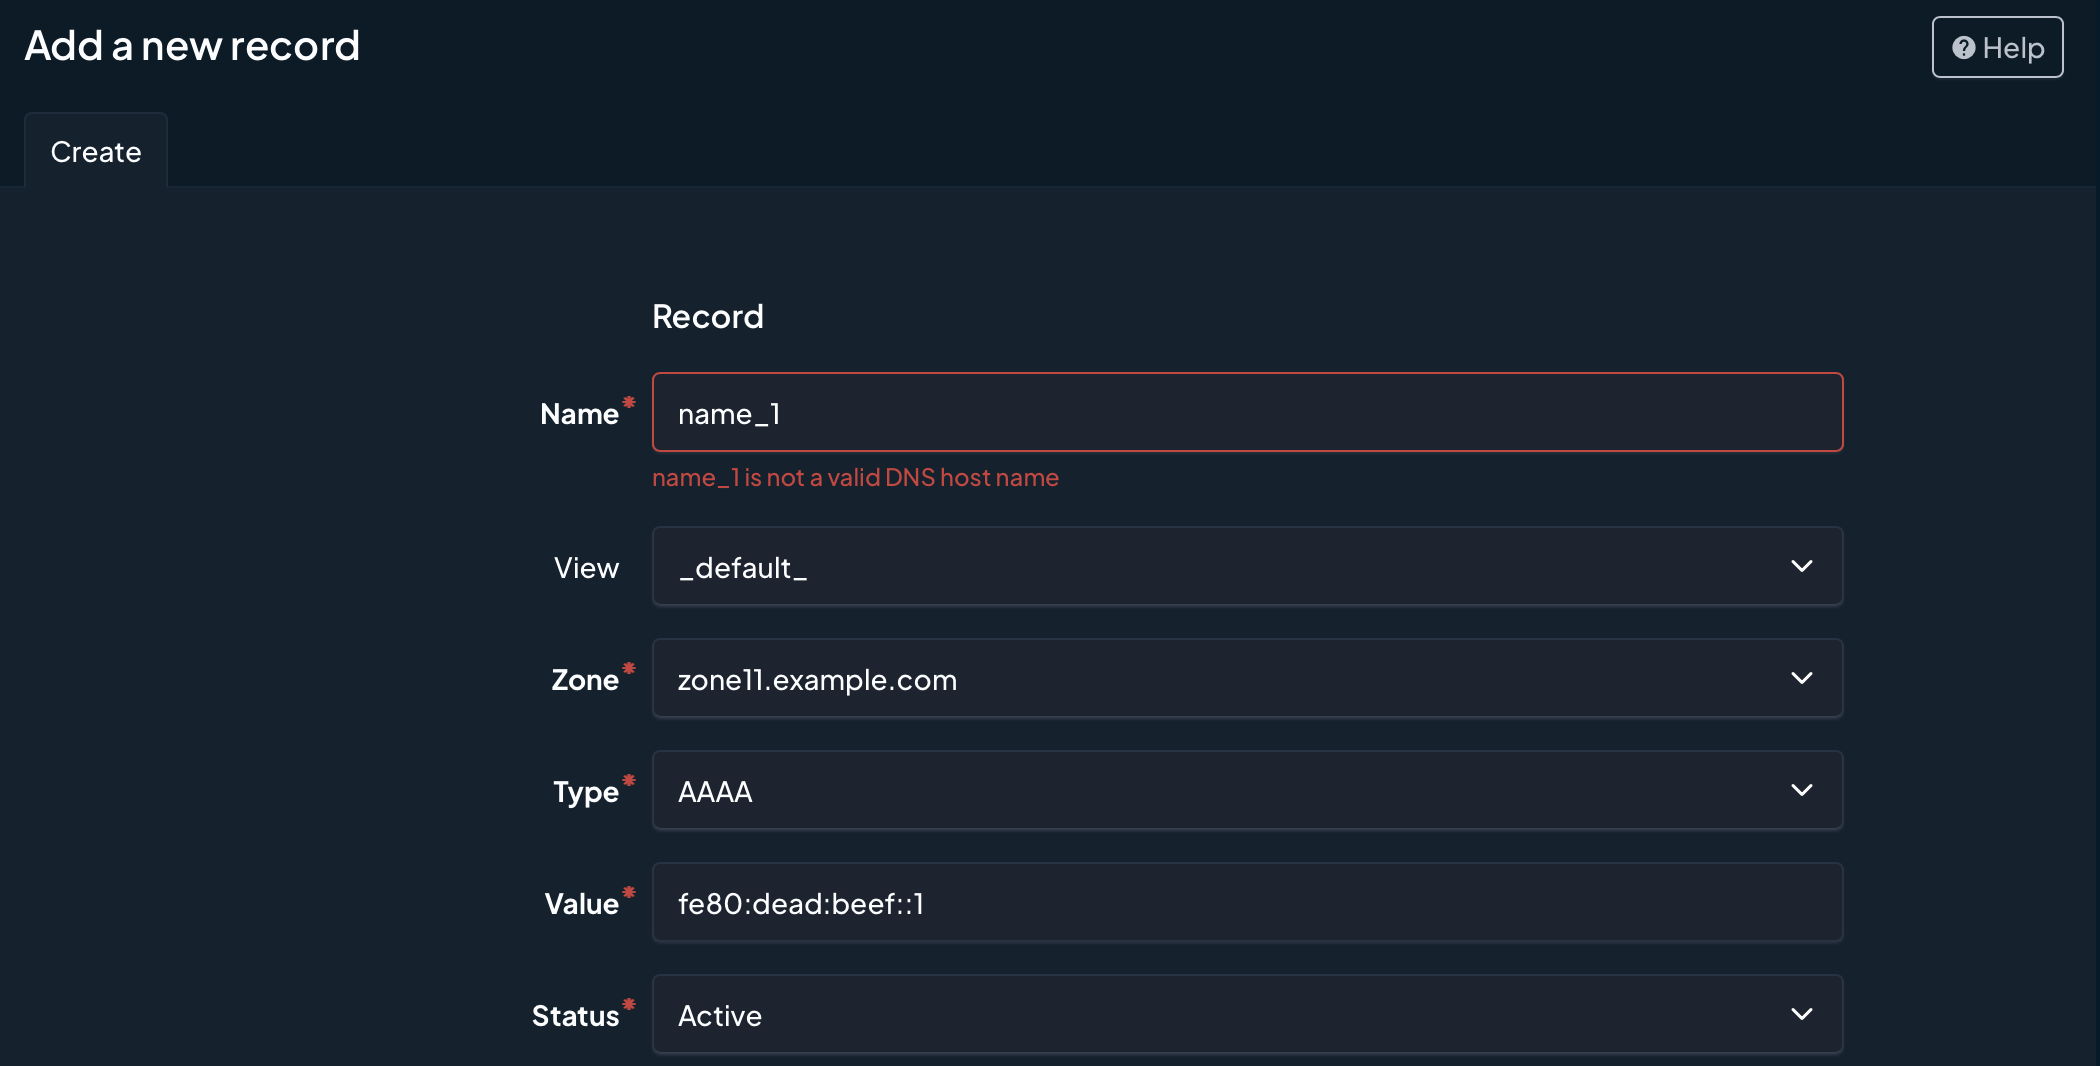 Add a new record
Help
Create
Record
Name*
name_1
name_1 is not a valid DNS host name
View
_default_
Zone*
zone11.example.com
Type*
AAAA
Value*
fe80:dead:beef::1
Status*
Active